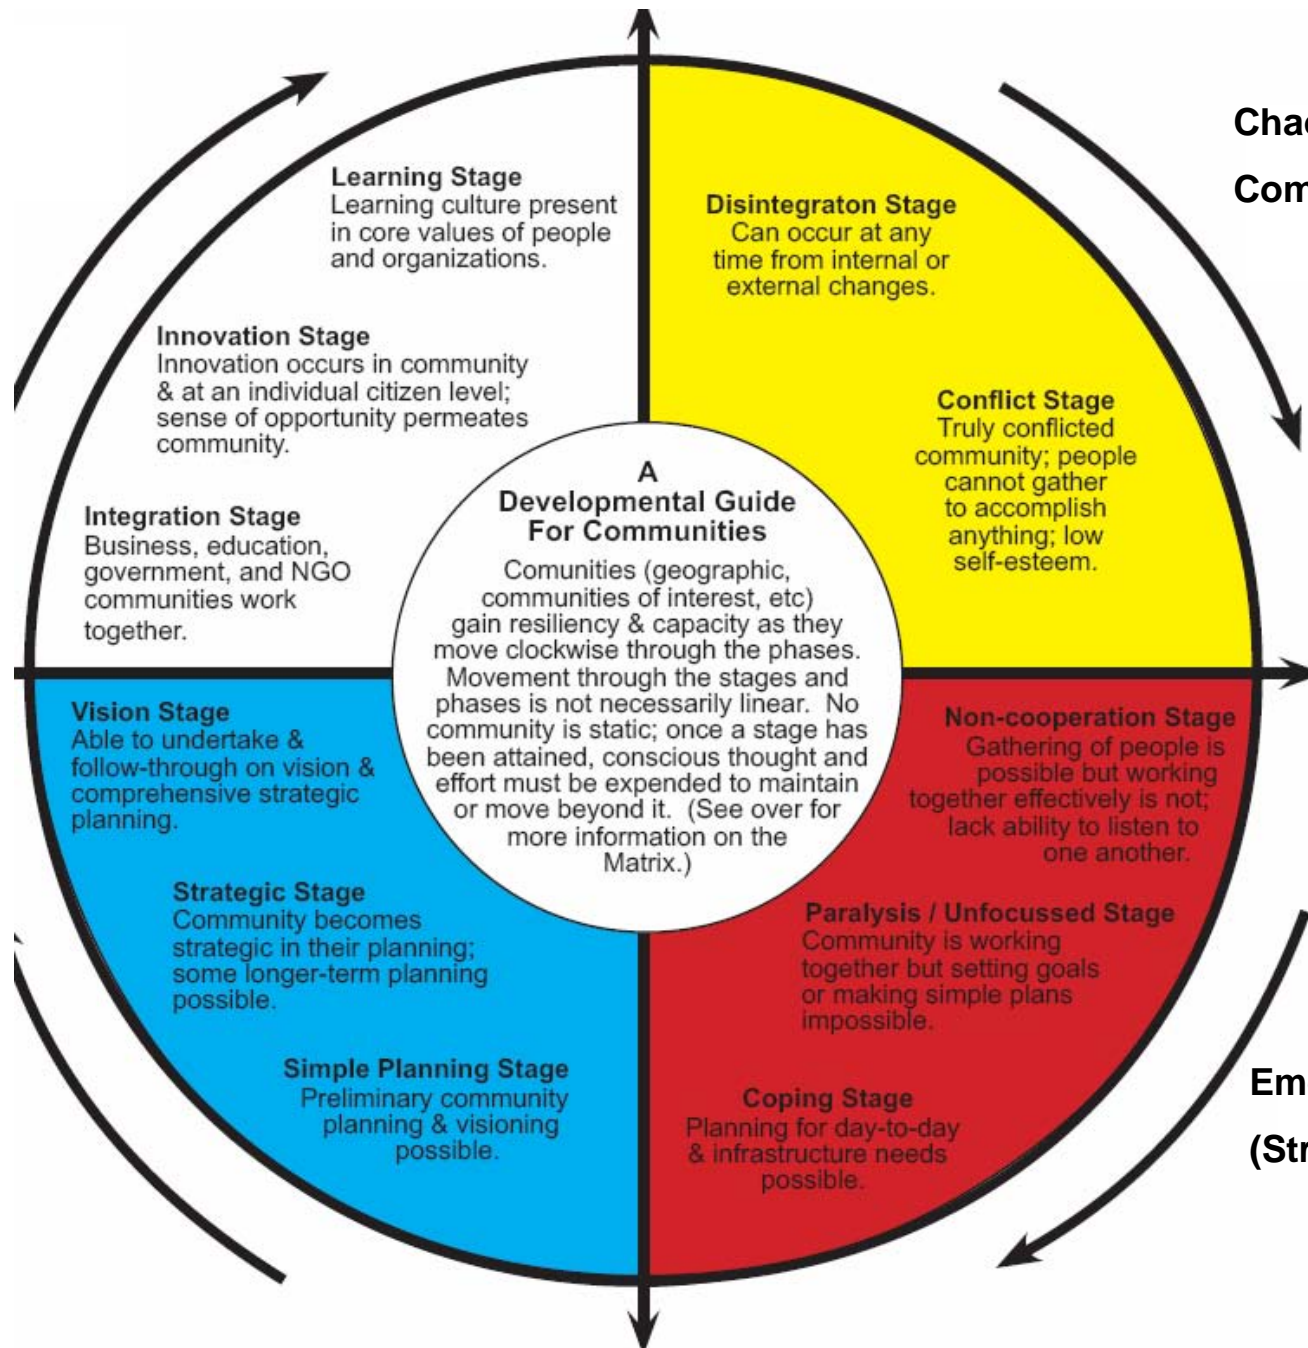 Learning Stage
Learning culture present
in core values of people
and organizations.
Innovation Stage
Innovation occurs in community
& at an individual citizen level;
sense of opportunity permeates
community.
Integration Stage
Business, education,
government, and NGO
communities work
together.
Disintegraton Stage
Can occur at any
time from internal or
external changes.
Conflict Stage
Truly conflicted
community; people
cannot gather
to accomplish
anything; low
self-esteem.
A
Developmental Guide
For Communities
Comunities (geographic,
communities of interest, etc)
gain resiliency & capacity as they
move clockwise through the phases.
Movement through the stages and
phases is not necessarily linear. No
community is static; once a stage has
been attained, conscious thought and
effort must be expended to maintain
or move beyond it. (See over for
more information on the
Matrix.)
Non-cooperation Stage
Gathering of people is
possible but working
together effectively is not;
lack ability to listen to
one another.
Paralysis / Unfocussed Stage
Community is working
together but setting goals
or making simple plans
impossible.
Coping Stage
Planning for day-to-day
& infrastructure needs
possible.
Vision Stage
Able to undertake &
follow-through on vision &
comprehensive strategic
planning.
Strategic Stage
Community becomes
strategic in their planning;
some longer-term planning
possible.
Simple Planning Stage
Preliminary community
planning & visioning
possible.